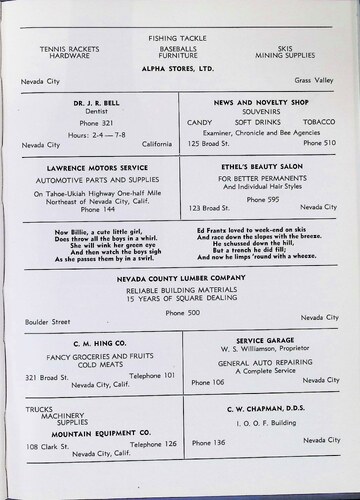 FISHING TACKLE
TENNIS RACKETS BASEBALLS SKIS
HARDWARE FURNITURE MINING SUPPLIES
ALPHA STORES, LTD.
Nevada City Grass Valley
DR. J. R. BELL
Dentist
Phone 321
Hours: 2-4 — 7-8
Nevada City California
NEWS AND NOVELTY SHOP
SOUVENIRS
CANDY SOFT DRINKS TOBACCO
Examiner, Chronicle and Bee Agencies
125 Broad St. Phone 510
LAWRENCE MOTORS SERVICE
AUTOMOTIVE PARTS AND SUPPLIES
On Tahoe-Ukiah Highway One-half Mile
Northeast of Nevada City, Calif.
Phone 144
ETHEL'S BEAUTY SALON
FOR BETTER PERMANENTS
And Individual Hair Styles
Phone 595
123 Broad St. Nevada City
Now Billie, a cute little girl,
Does throw all the boys in a whirl.
She will wink her green eye
And then watch the boys sigh
As she passes them by in a swirl.
Ed Frantz loved to week-end on skis
And race down the slopes with the breeze.
He schussed down the hill,
But a trench he did fill;
And now he limps 'round with a wheeze.
NEVADA COUNTY LUMBER COMPANY
RELIABLE BUILDING MATERIALS
15 YEARS OF SQUARE DEALING
Phone 500
Boulder Street Nevada City
C. M. HING CO.
FANCY GROCERIES AND FRUITS
COLD MEATS
321 Broad St. Telephone 101
Nevada City, Calif.
SERVICE GARAGE
W. S. Williamson, Proprietor
GENERAL AUTO REPAIRING
A Complete Service
Phone 106 Nevada City
TRUCKS
MACHINERY
SUPPLIES
MOUNTAIN EQUIPMENT CO.
108 Clark St. Telephone 126
Nevada City, Calif.
C. W. CHAPMAN, D.D.S.
I. O. O. F. Building
Phone 136 Nevada City